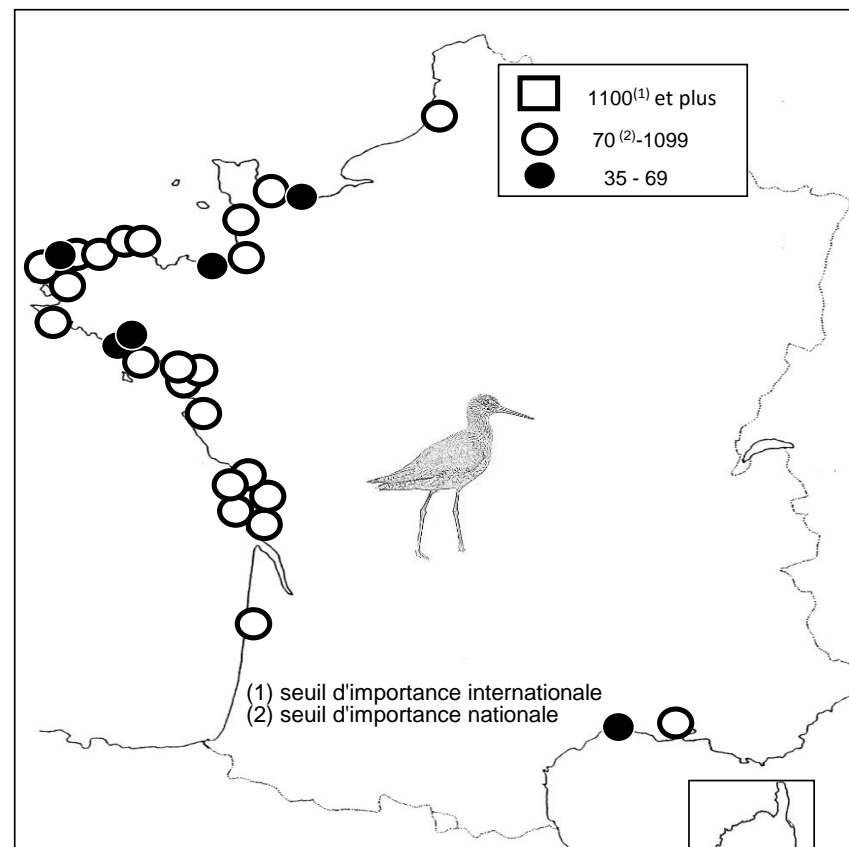 1100(1) et plus
70 (2)-1099
35 - 69
(1) seuil d'importance internationale
(2) seuil d'importance nationale